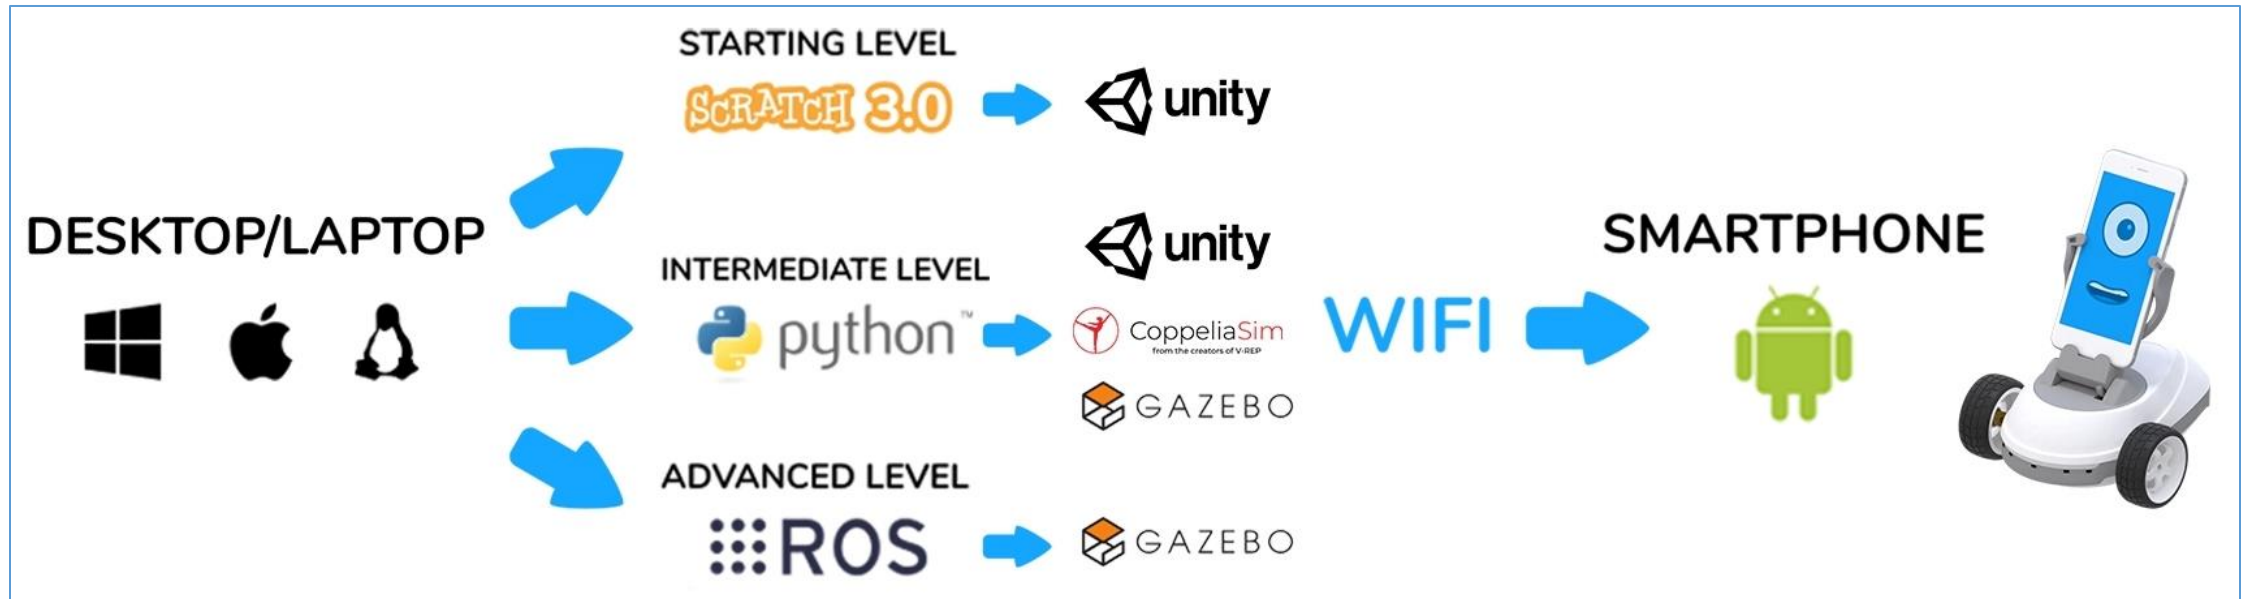 DESKTOP/LAPTOP
STARTING LEVEL
SCRATCH 3.0
unity
INTERMEDIATE LEVEL
python™
unity
CoppeliaSim
from the creators of V-REP
GAZEBO
ADVANCED LEVEL
ROS
GAZEBO
WIFI
SMARTPHONE